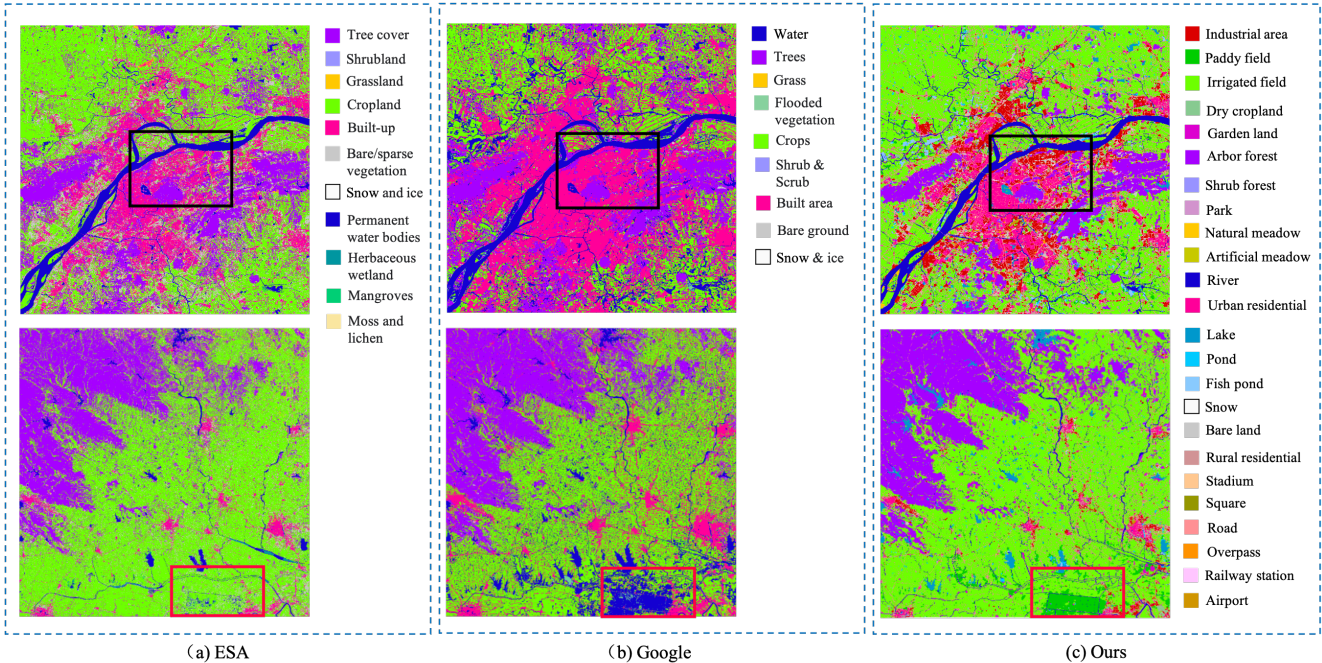 Tree cover
Shrubland
Grassland
Cropland
Built-up
Bare/sparse
vegetation
Snow and ice
Permanent
water bodies
Herbaceous
wetland
Mangroves
Moss and
lichen
(a) ESA
Water
Trees
Grass
Flooded
vegetation
Crops
Shrub &
Scrub
Built area
Bare ground
Snow & ice
(b) Google
Industrial area
Paddy field
Irrigated field
Dry cropland
Garden land
Arbor forest
Shrub forest
Park
Natural meadow
Artificial meadow
River
Urban residential
Lake
Pond
Fish pond
Snow
Bare land
Rural residential
Stadium
Square
Road
Overpass
Railway station
Airport
(c) Ours